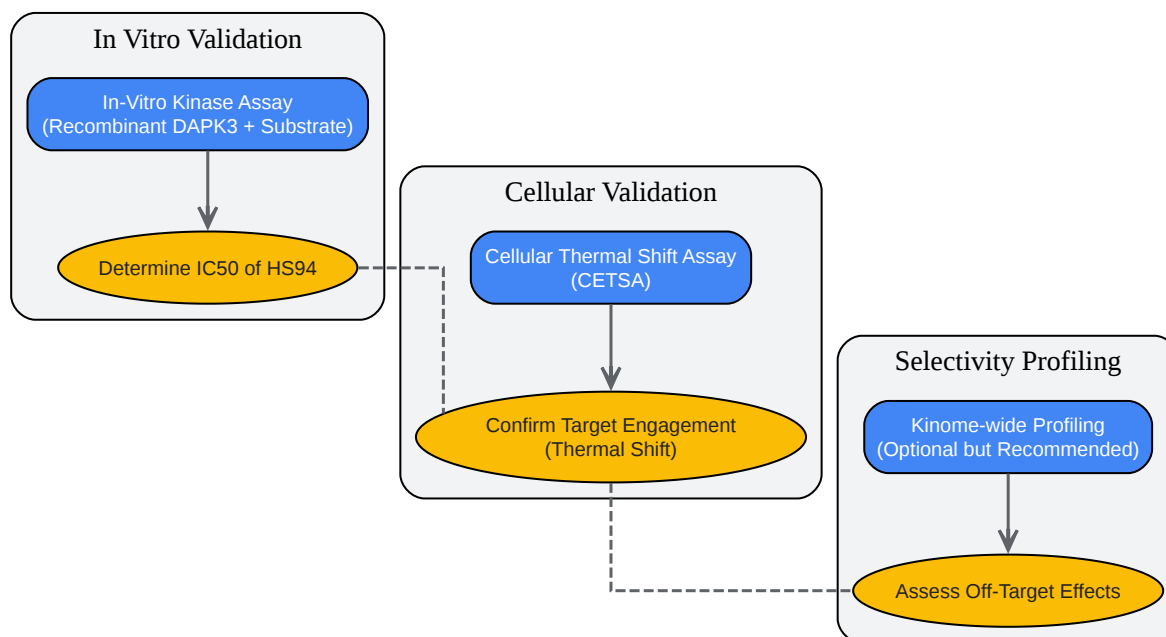 In Vitro Validation
In-Vitro Kinase Assay
(Recombinant DAPK3 + Substrate)
Determine IC50 of HS94
Cellular Validation
Cellular Thermal Shift Assay
(CETSA)
Confirm Target Engagement
(Thermal Shift)
Selectivity Profiling
Kinome-wide Profiling
(Optional but Recommended)
Assess Off-Target Effects